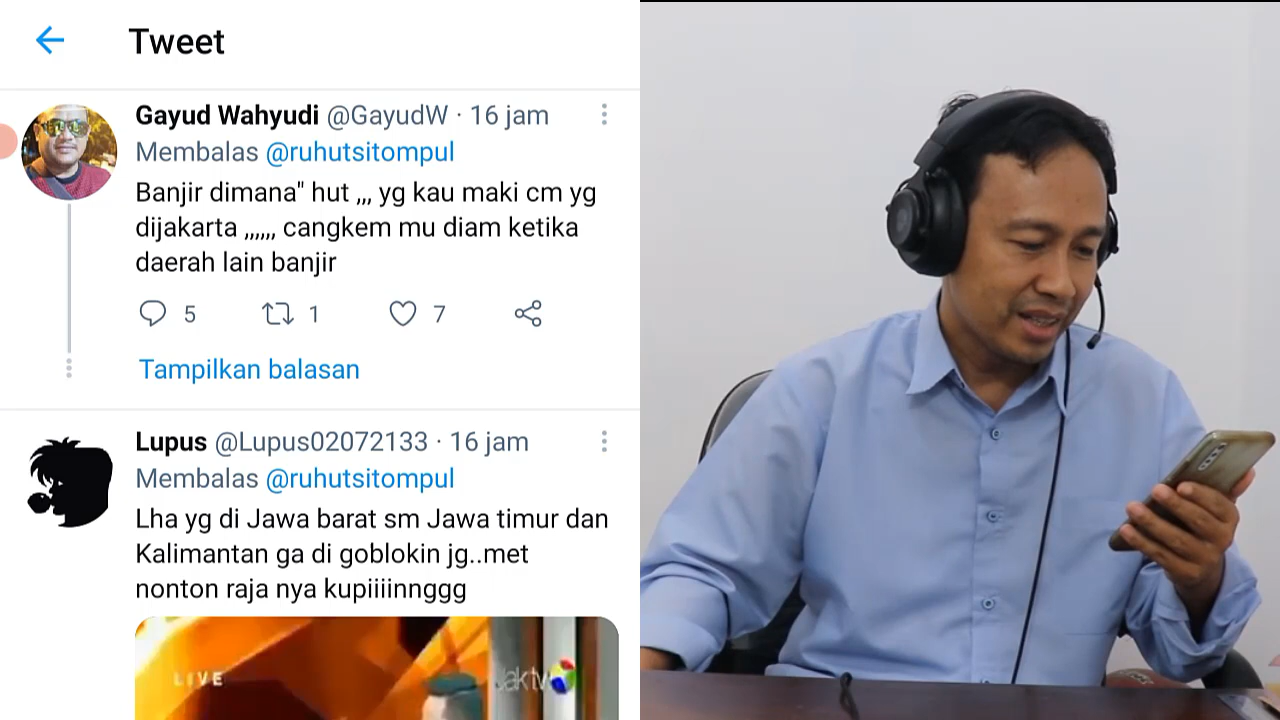 Tweet
Gayud Wahyudi @GayudW · 16 jam
Membalas @ruhutsitompul
Banjir dimana" hut ,,, yg kau maki cm yg
dijakarta ,,,,,, cangkem mu diam ketika
daerah lain banjir
5 1 7
Tampilkan balasan
Lupus @Lupus02072133 · 16 jam
Membalas @ruhutsitompul
Lha yg di Jawa barat sm Jawa timur dan
Kalimantan ga di goblokin jg..met
nonton raja nya kupiiiinnggg
LIVE
jaktv